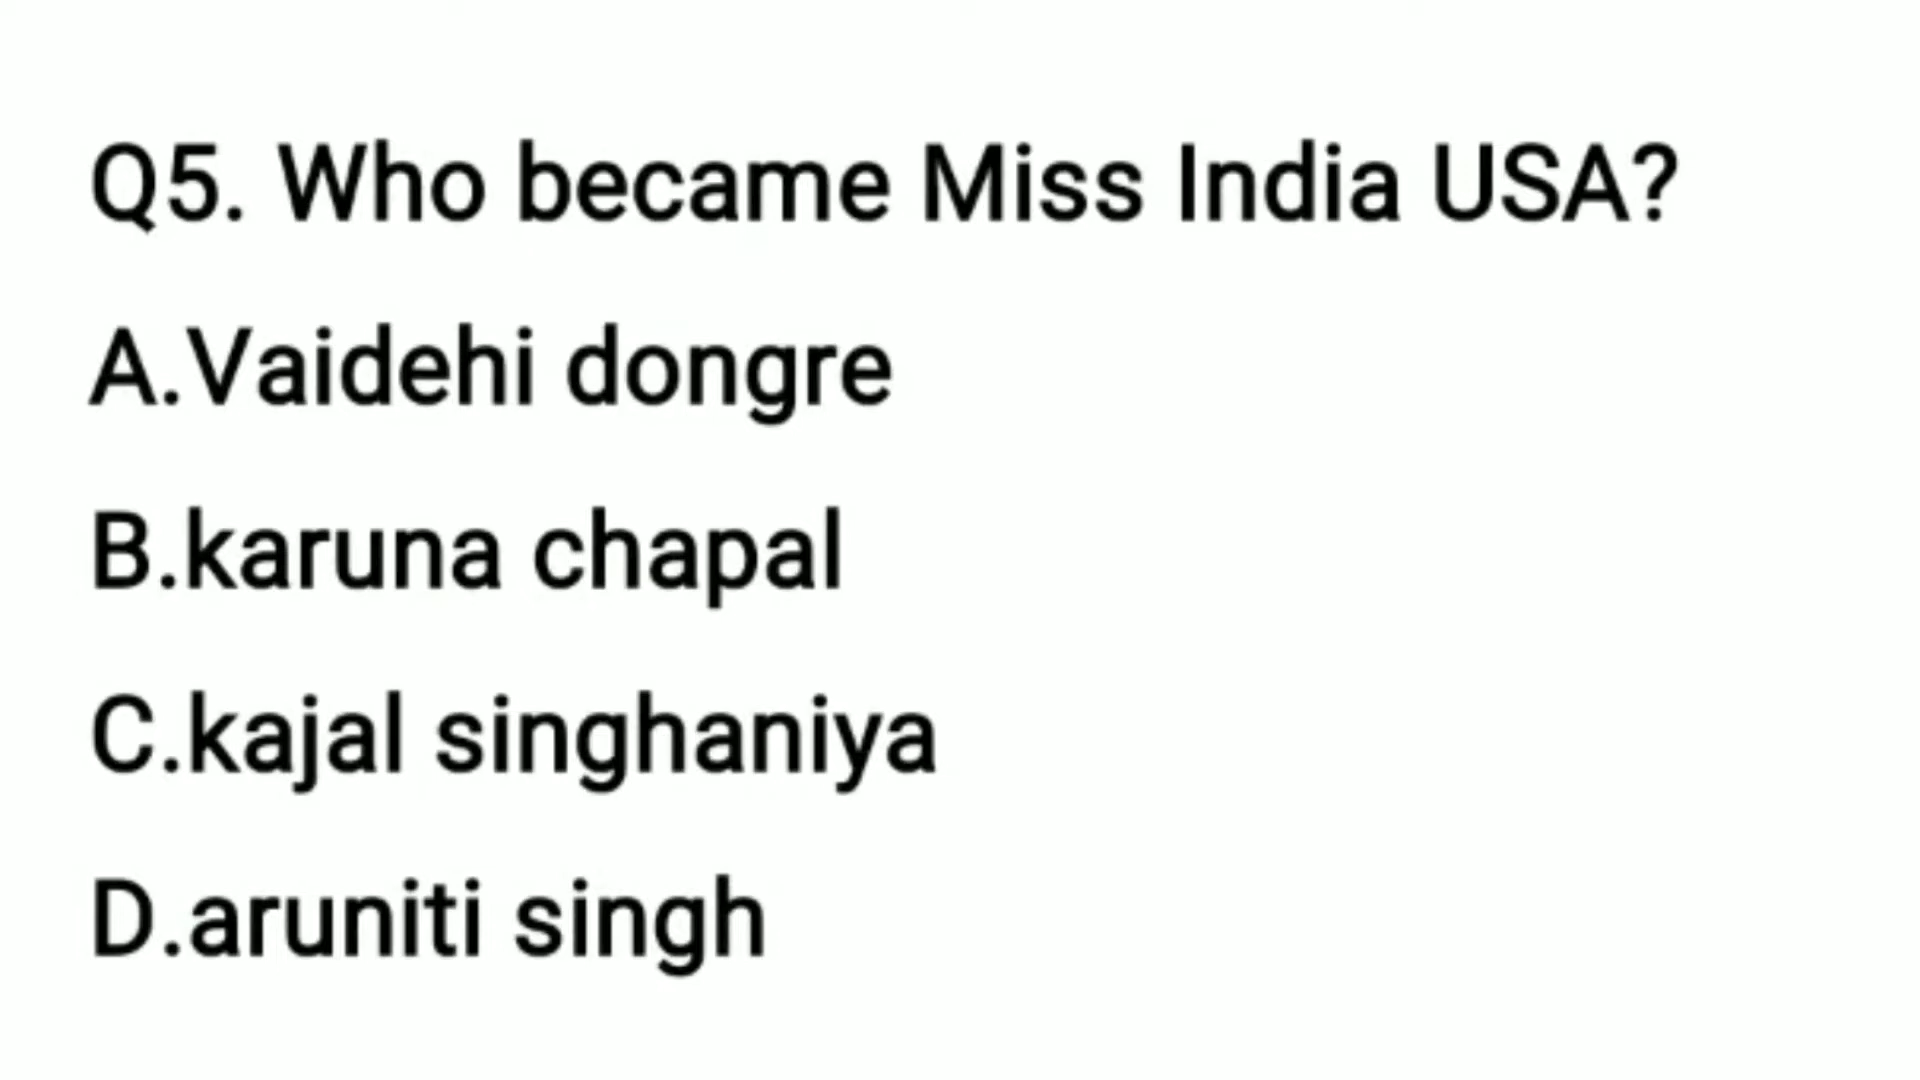 Q5. Who became Miss India USA?
A.Vaidehi dongre
B.karuna chapal
C.kajal singhaniya
D.aruniti singh